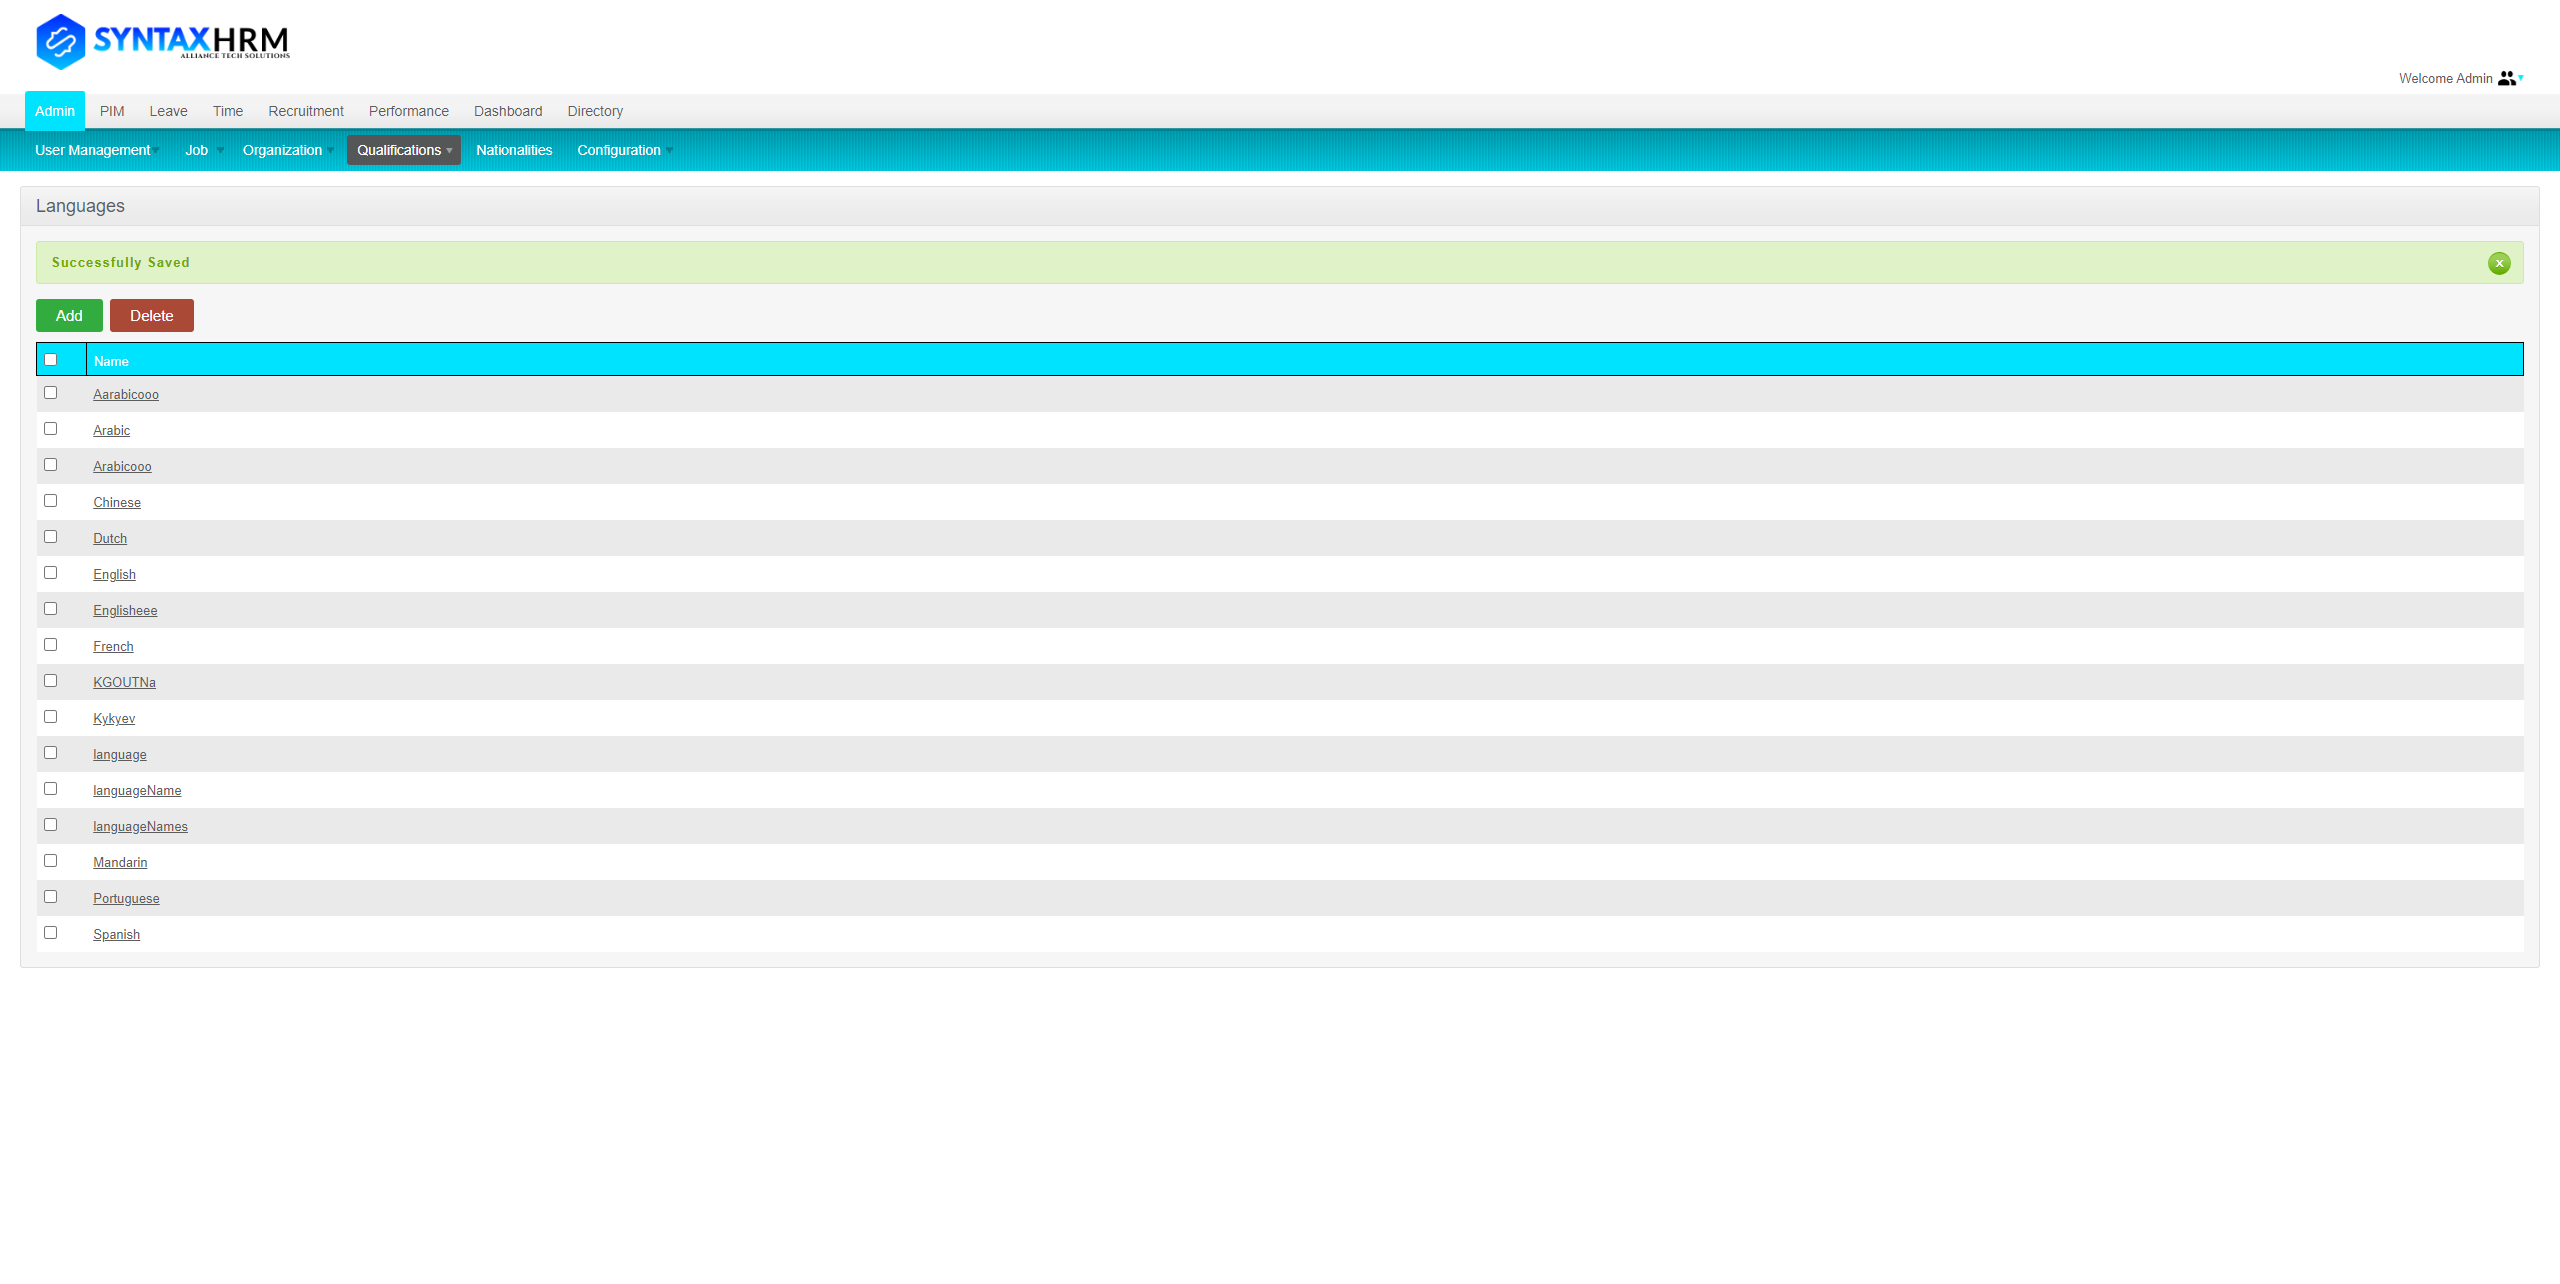 SYNTAXHRM
ALLIANCE TECH SOLUTIONS
Welcome Admin
Admin PIM Leave Time Recruitment Performance Dashboard Directory
User Management Job Organization Qualifications Nationalities Configuration
Languages
Successfully Saved
x
Add Delete
Name
Aarabicooo
Arabic
Arabicooo
Chinese
Dutch
English
Englisheee
French
KGOUTNa
Kykyev
language
languageName
languageNames
Mandarin
Portuguese
Spanish